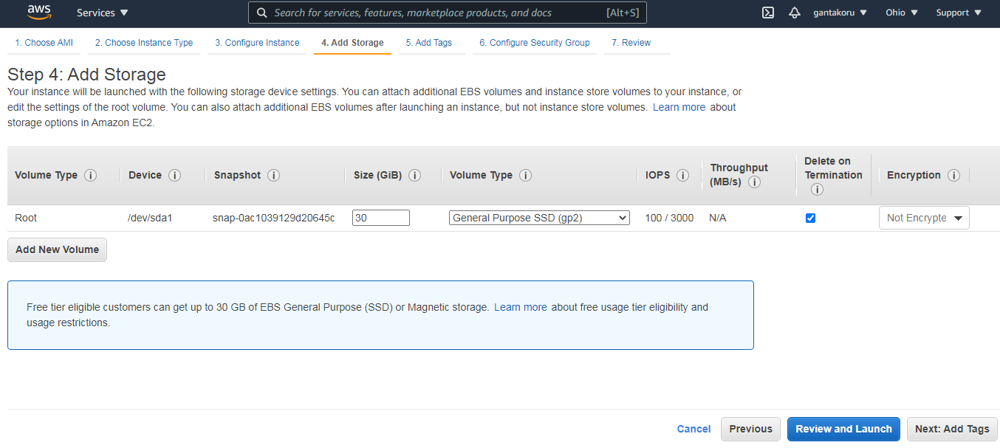 aws Services Search for services, features, marketplace products, and docs [Alt+S] gantakoru Ohio Support
1. Choose AMI 2. Choose Instance Type 3. Configure Instance 4. Add Storage 5. Add Tags 6. Configure Security Group 7. Review
Step 4: Add Storage
Your instance will be launched with the following storage device settings. You can attach additional EBS volumes and instance store volumes to your instance, or
edit the settings of the root volume. You can also attach additional EBS volumes after launching an instance, but not instance store volumes. Learn more about
storage options in Amazon EC2.
Volume Type i Device i Snapshot i Size (GiB) i Volume Type i IOPS i Throughput (MB/s) i Delete on Termination i Encryption i
Root /dev/sda1 snap-0ac1039129d20645c 30 General Purpose SSD (gp2) 100 / 3000 N/A Not Encrypte
Add New Volume
Free tier eligible customers can get up to 30 GB of EBS General Purpose (SSD) or Magnetic storage. Learn more about free usage tier eligibility and
usage restrictions.
Cancel Previous Review and Launch Next: Add Tags